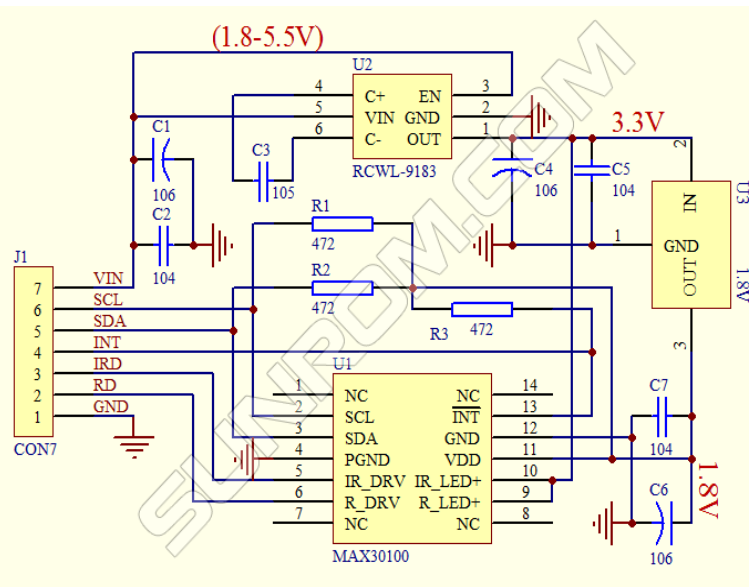 (1.8-5.5V)
U2
4 C+ EN 3
5 VIN GND 2
6 C- OUT 1
RCWL-9183
3.3V
C1
106
C2
104
C3
105
C4
106
C5
104
2
U3
IN
1 GND
OUT
1.8V
3
R1
472
R2
472
R3
472
J1
7 VIN
6 SCL
5 SDA
4 INT
3 IRD
2 RD
1 GND
CON7
U1
1 NC NC 14
2 SCL INT 13
3 SDA GND 12
4 PGND VDD 11
5 IR_DRV IR_LED+ 10
6 R_DRV R_LED+ 9
7 NC NC 8
MAX30100
C7
104
1.8V
C6
106
SUNROM.COM